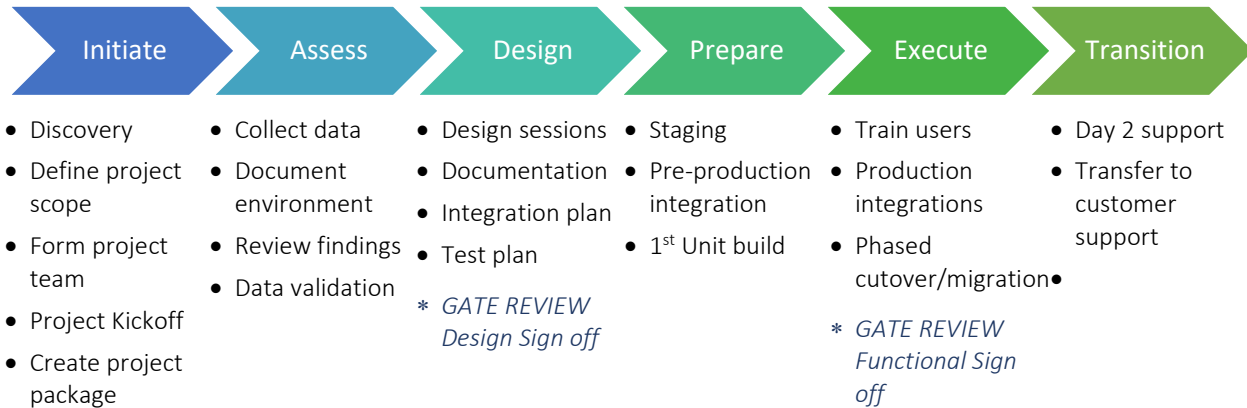 Initiate
Assess
Design
Prepare
Execute
Transition
• Discovery
• Define project
scope
• Form project
team
• Project Kickoff
• Create project
package
• Collect data
• Document
environment
• Review findings
• Data validation
• Design sessions
• Documentation
• Integration plan
• Test plan
* GATE REVIEW
Design Sign off
• Staging
• Pre-production
integration
• 1st Unit build
• Train users
• Production
integrations
• Phased
cutover/migration
* GATE REVIEW
Functional Sign
off
• Day 2 support
• Transfer to
customer
support
•